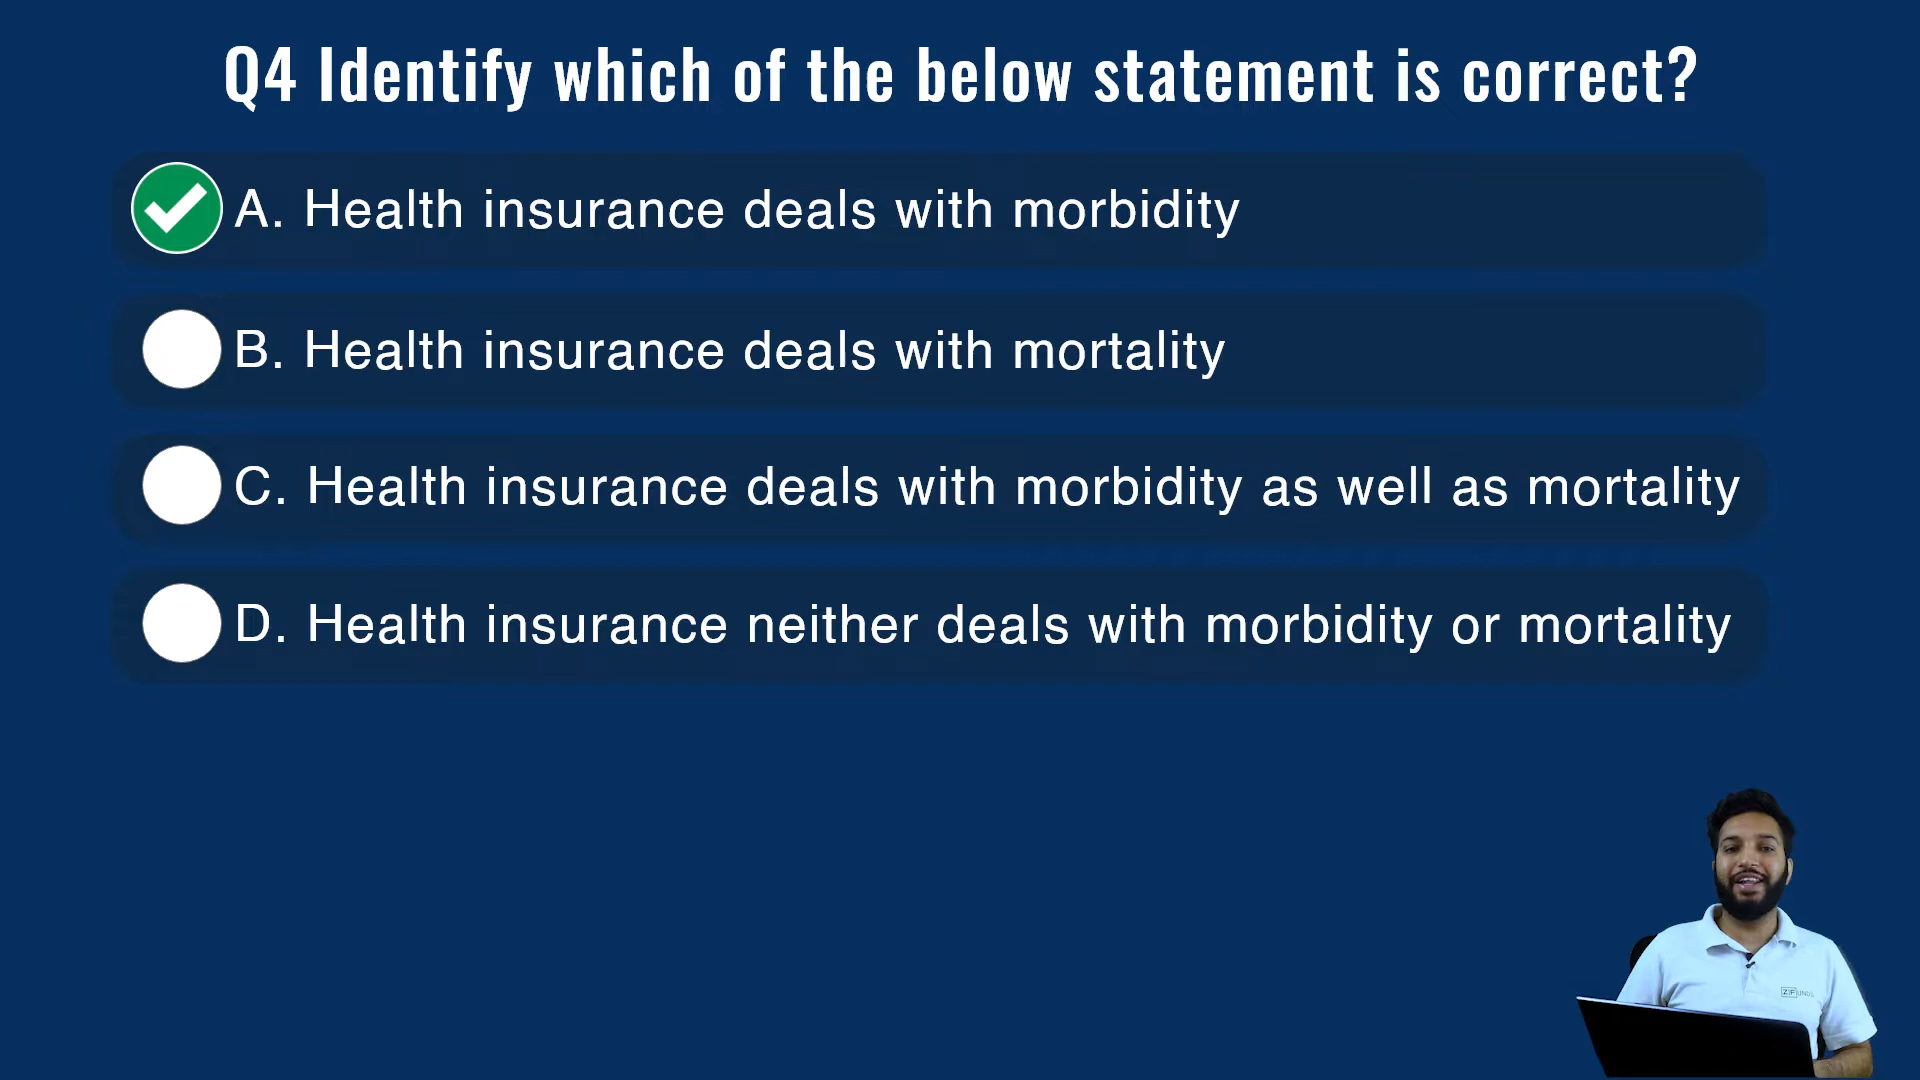 Q4 Identify which of the below statement is correct?
A. Health insurance deals with morbidity
B. Health insurance deals with mortality
C. Health insurance deals with morbidity as well as mortality
D. Health insurance neither deals with morbidity or mortality